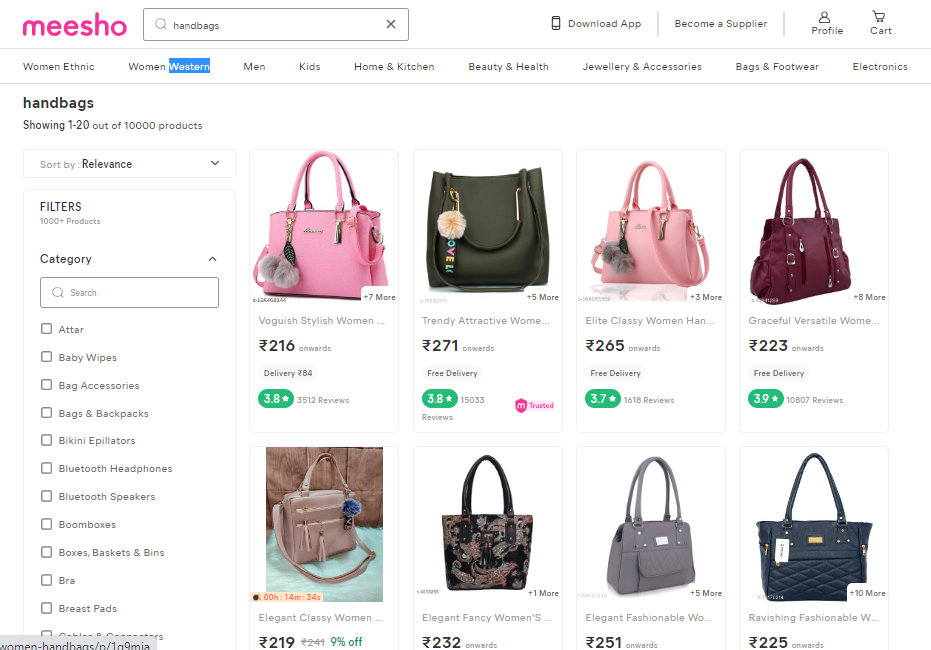 meesho
handbags
Download App
Become a Supplier
Profile
Cart
Women Ethnic
Women Western
Men
Kids
Home & Kitchen
Beauty & Health
Jewellery & Accessories
Bags & Footwear
Electronics
handbags
Showing 1-20 out of 10000 products
Sort by : Relevance
FILTERS
1000+ Products
Category
Search
Attar
Baby Wipes
Bag Accessories
Bags & Backpacks
Bikini Epillators
Bluetooth Headphones
Bluetooth Speakers
Boomboxes
Boxes, Baskets & Bins
Bra
Breast Pads
Cables & Connectors
+7 More
Voguish Stylish Women ...
₹216 onwards
Delivery ₹84
3.8 ★ 3512 Reviews
+5 More
Trendy Attractive Wome...
₹271 onwards
Free Delivery
3.8 ★ 15033
Reviews
m Trusted
+3 More
Elite Classy Women Han...
₹265 onwards
Free Delivery
3.7 ★ 1618 Reviews
+8 More
Graceful Versatile Wome...
₹223 onwards
Free Delivery
3.9 ★ 10807 Reviews
00h : 14m : 34s
Elegant Classy Women ...
₹219 ₹241 9% off
+1 More
Elegant Fancy Women'S ...
₹232 onwards
+5 More
Elegant Fashionable Wo...
₹251 onwards
+10 More
Ravishing Fashionable W...
₹225 onwards